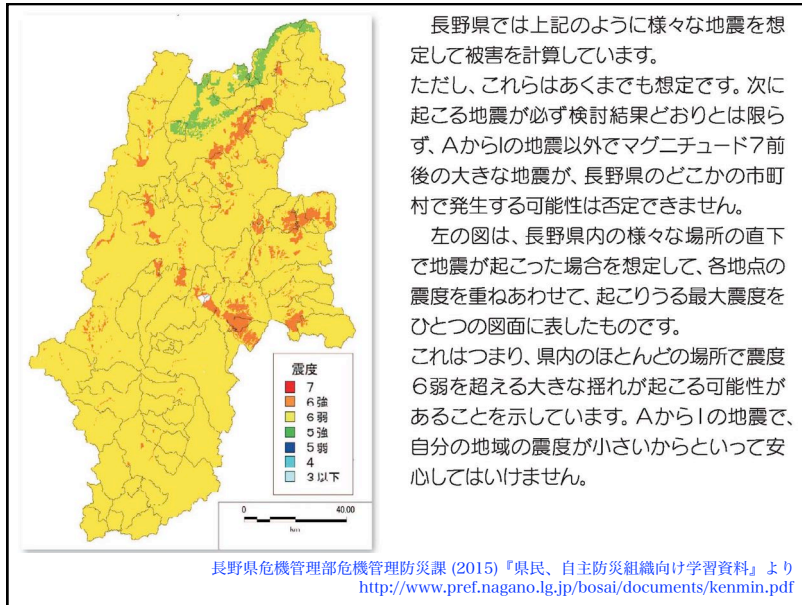 長野県では上記のように様々な地震を想
定して被害を計算しています。
ただし、これらはあくまでも想定です。次に
起こる地震が必ず検討結果どおりとは限ら
ず、AからIの地震以外でマグニチュード7前
後の大きな地震が、長野県のどこかの市町
村で発生する可能性は否定できません。
左の図は、長野県内の様々な場所の直下
で地震が起こった場合を想定して、各地点の
震度を重ねあわせて、起こりうる最大震度を
ひとつの図面に表したものです。
これはつまり、県内のほとんどの場所で震度
6弱を超える大きな揺れが起こる可能性が
あることを示しています。AからIの地震で、
自分の地域の震度が小さいからといって安
心してはいけません。
震度
7
6強
6弱
5強
5弱
4
3以下
0 40.00
km
長野県危機管理部危機管理防災課 (2015)『県民、自主防災組織向け学習資料』より
http://www.pref.nagano.lg.jp/bosai/documents/kenmin.pdf